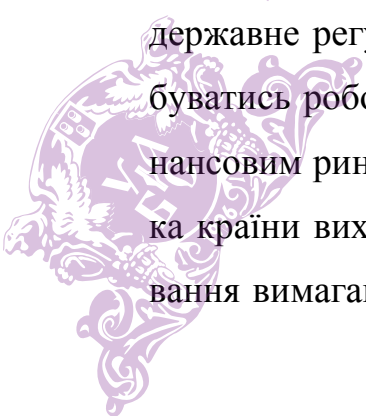 державне регу
буватись робо
нансовим рин
ка країни вих
вання вимага